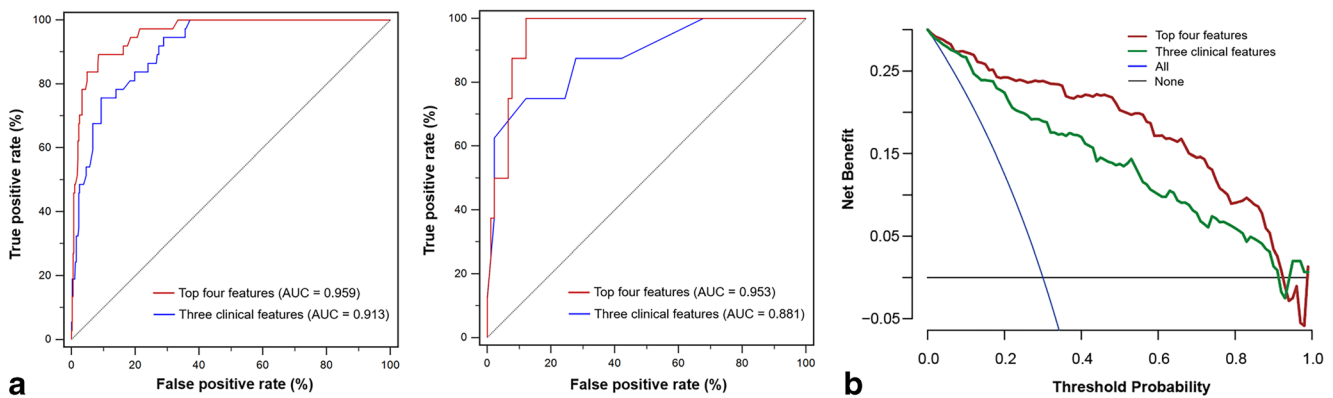 100
80
60
40
20
0
True positive rate (%)
Top four features (AUC = 0.959)
Three clinical features (AUC = 0.913)
0 20 40 60 80 100
False positive rate (%)
a
100
80
60
40
20
0
True positive rate (%)
Top four features (AUC = 0.953)
Three clinical features (AUC = 0.881)
0 20 40 60 80 100
False positive rate (%)
Top four features
Three clinical features
All
None
0.25
0.15
0.05
−0.05
Net Benefit
0.0 0.2 0.4 0.6 0.8 1.0
Threshold Probability
b